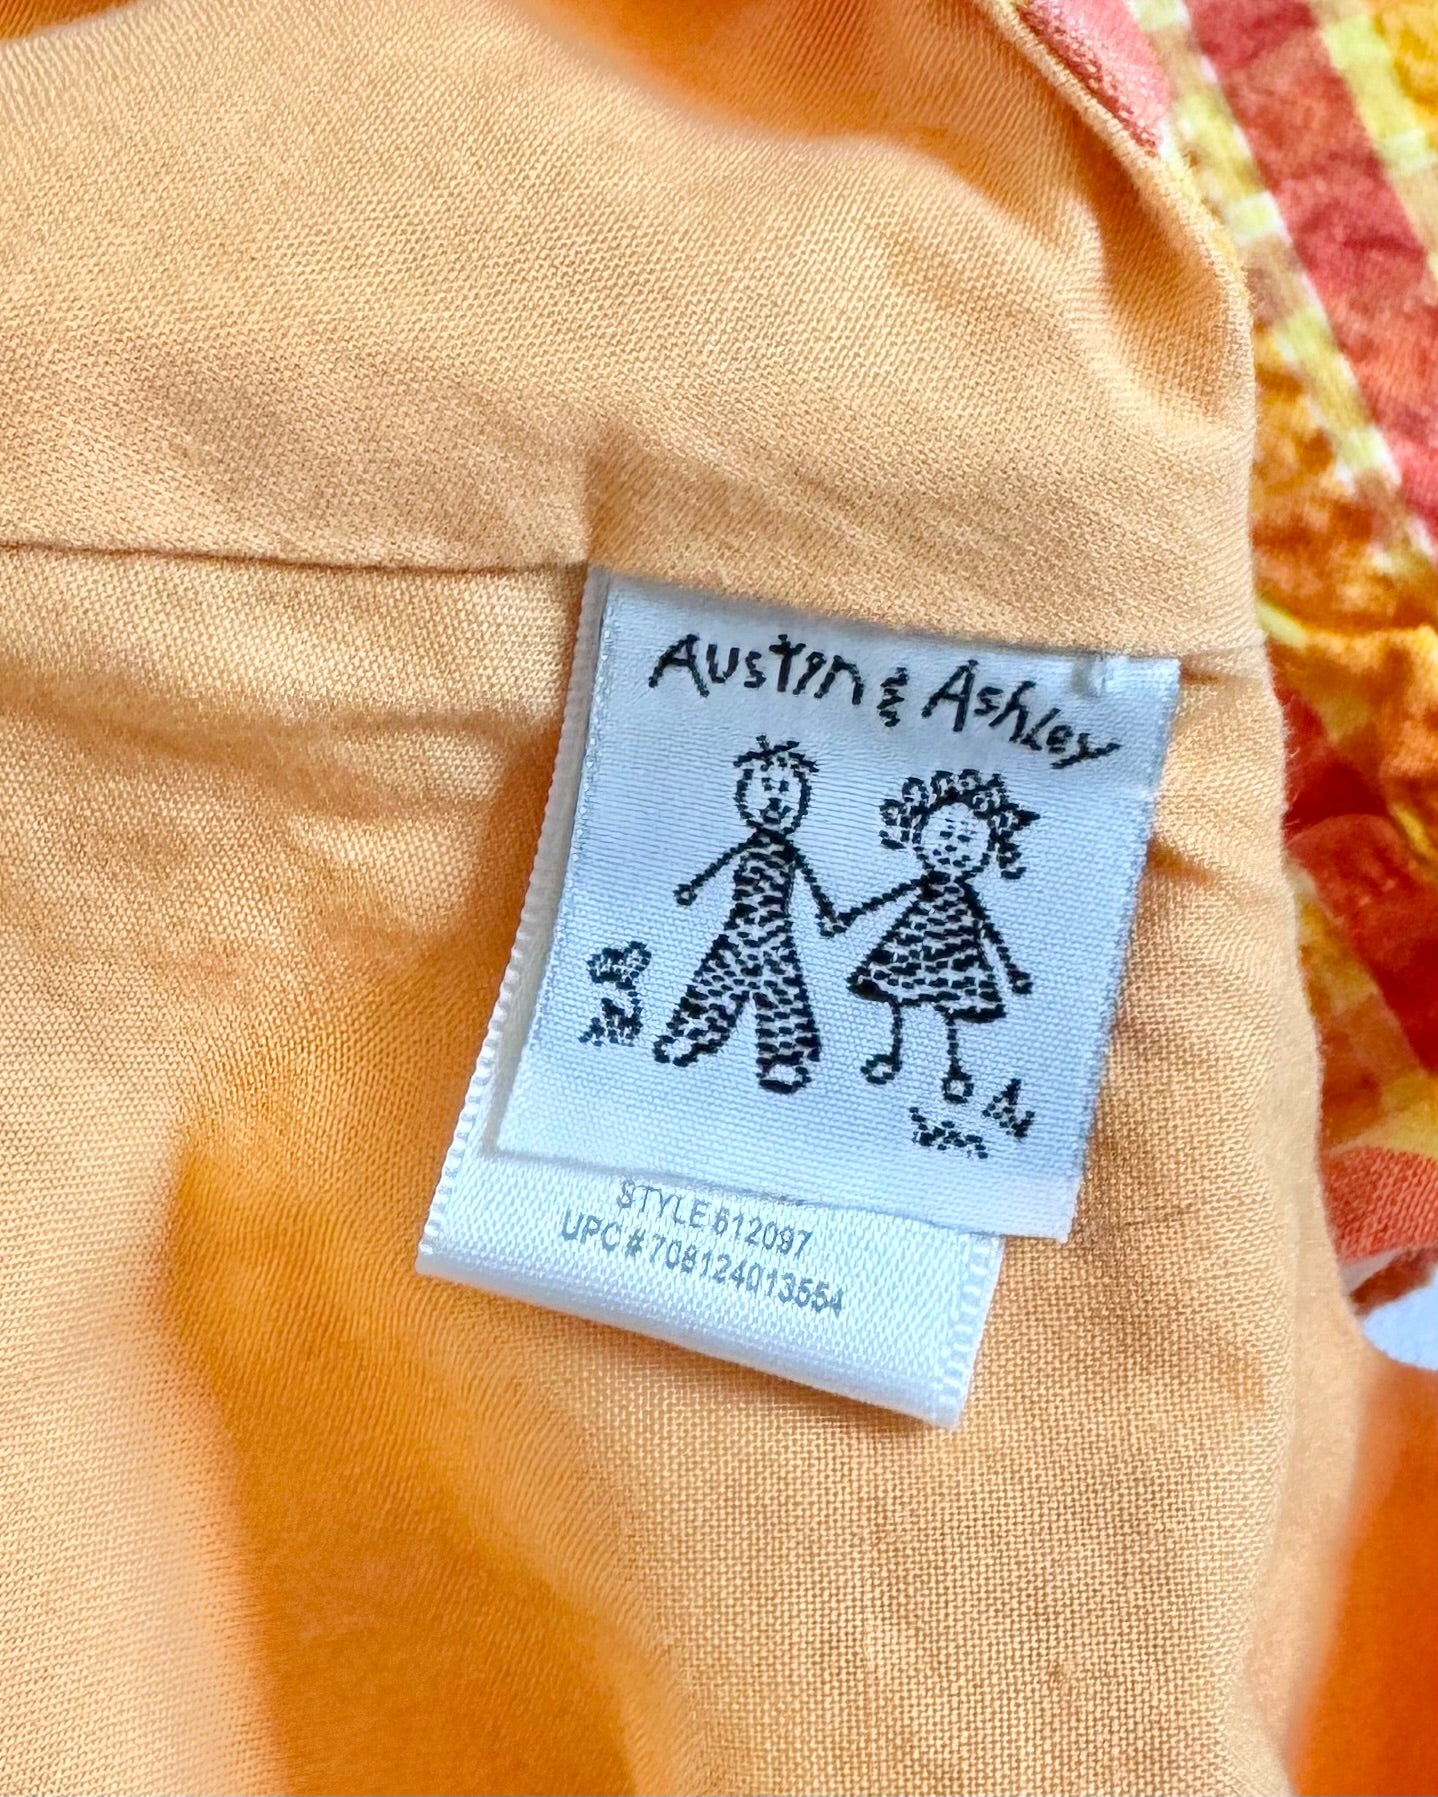 Austin & Ashley
STYLE 612097
UPC # 708124013554